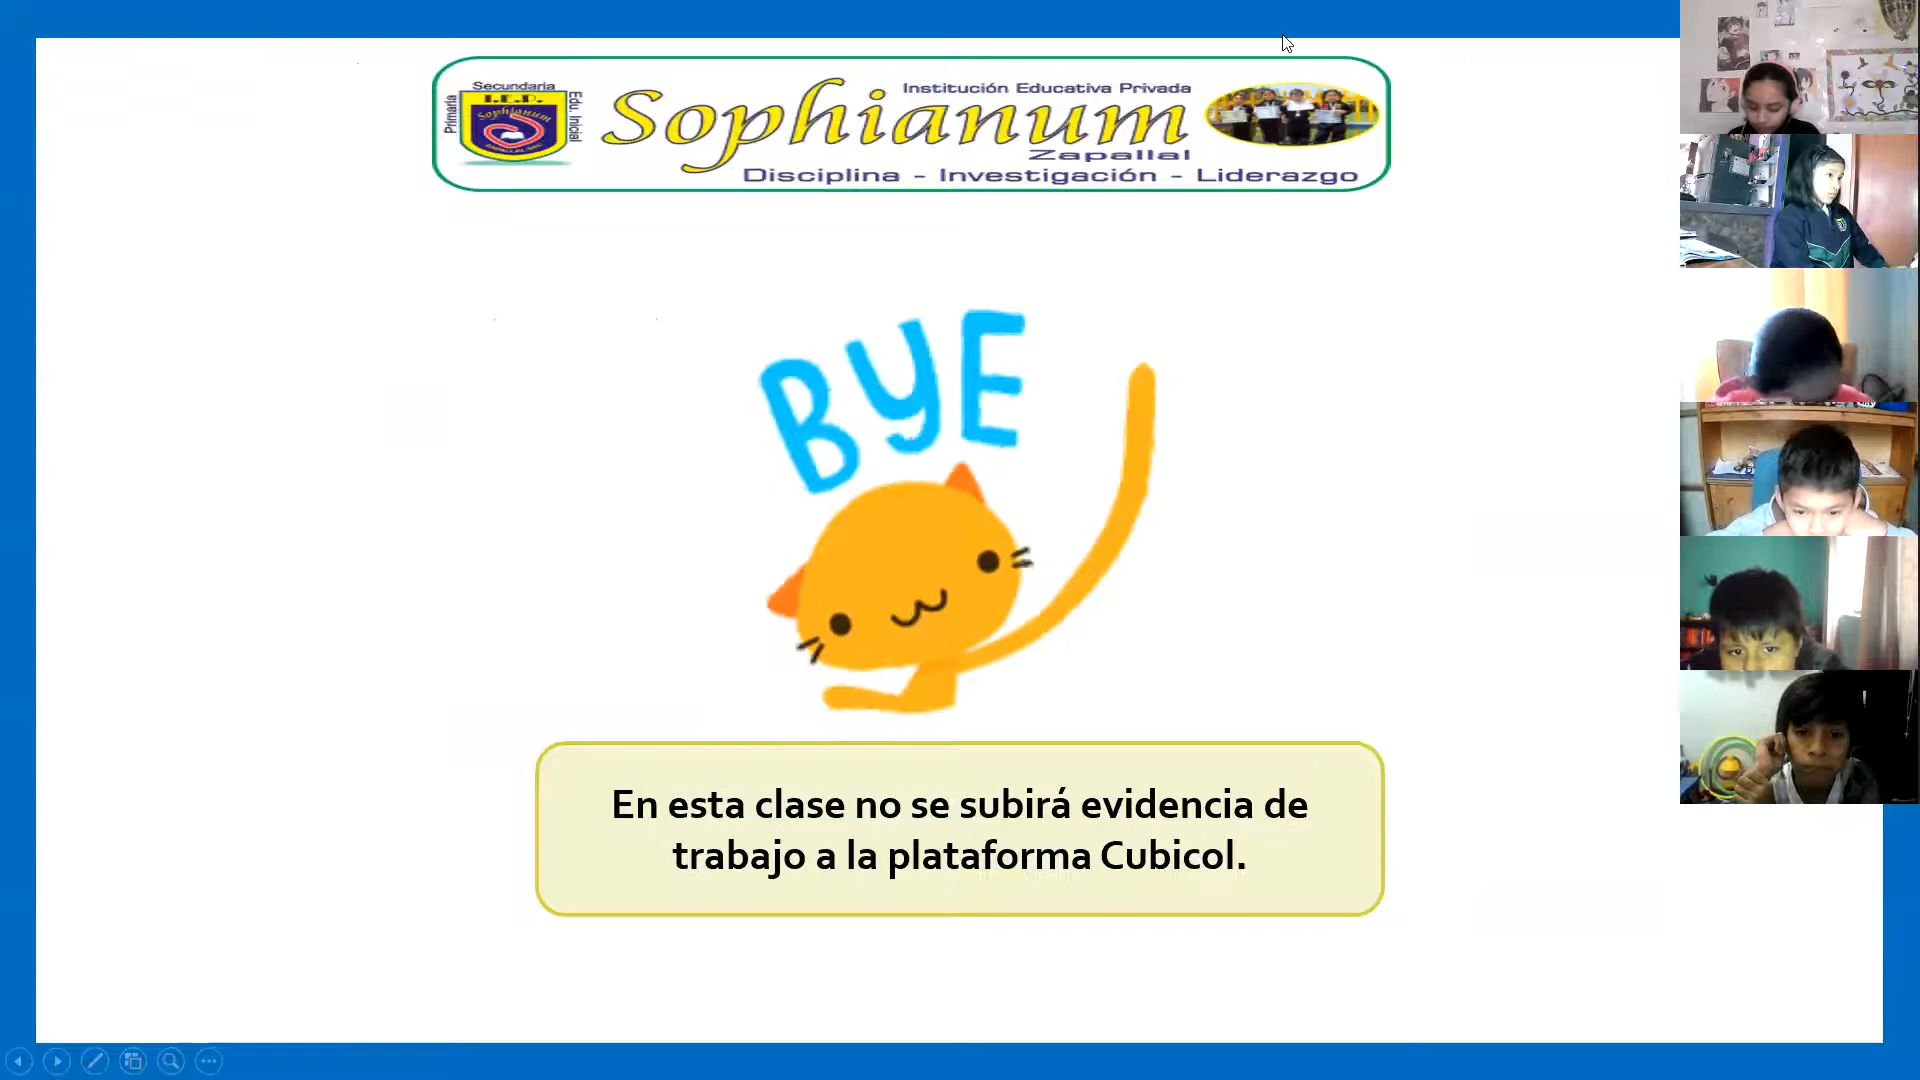 Secundaria
Primaria
Edu. Inicial
I.E.P.
Sophianum
Institución Educativa Privada
Sophianum
Zapallal
Disciplina - Investigación - Liderazgo
BYE
En esta clase no se subirá evidencia de
trabajo a la plataforma Cubicol.